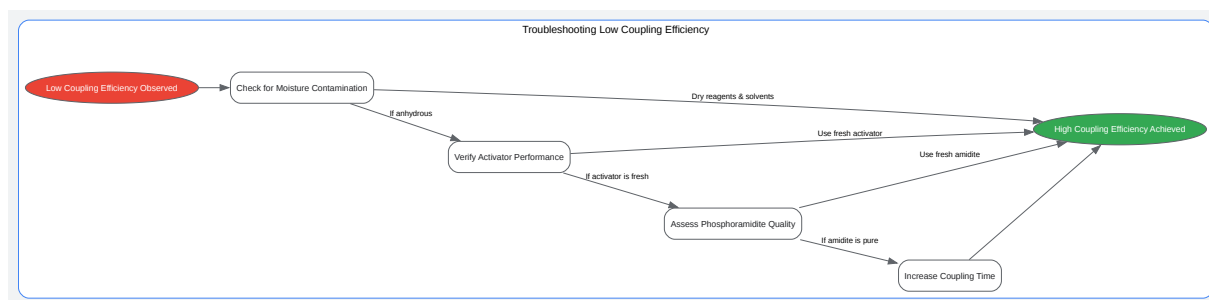 Troubleshooting Low Coupling Efficiency
Low Coupling Efficiency Observed
Check for Moisture Contamination
Dry reagents & solvents
If anhydrous
High Coupling Efficiency Achieved
Use fresh activator
Verify Activator Performance
Use fresh amidite
If activator is fresh
Assess Phosphoramidite Quality
If amidite is pure
Increase Coupling Time